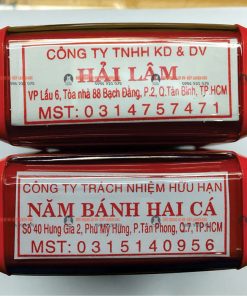 CÔNG TY TNHH KD & DV
HẢI LÂM
VP Lầu 6, Tòa nhà 88 Bạch Đằng, P.2, Q.Tân Bình, TP.HCM
MST: 0314757471
CÔNG TY TRÁCH NHIỆM HỮU HẠN
NĂM BÁNH HAI CÁ
Số 40 Hưng Gia 2, Phú Mỹ Hưng, P.Tân Phong, Q.7, TP.HCM
MST: 0315140956